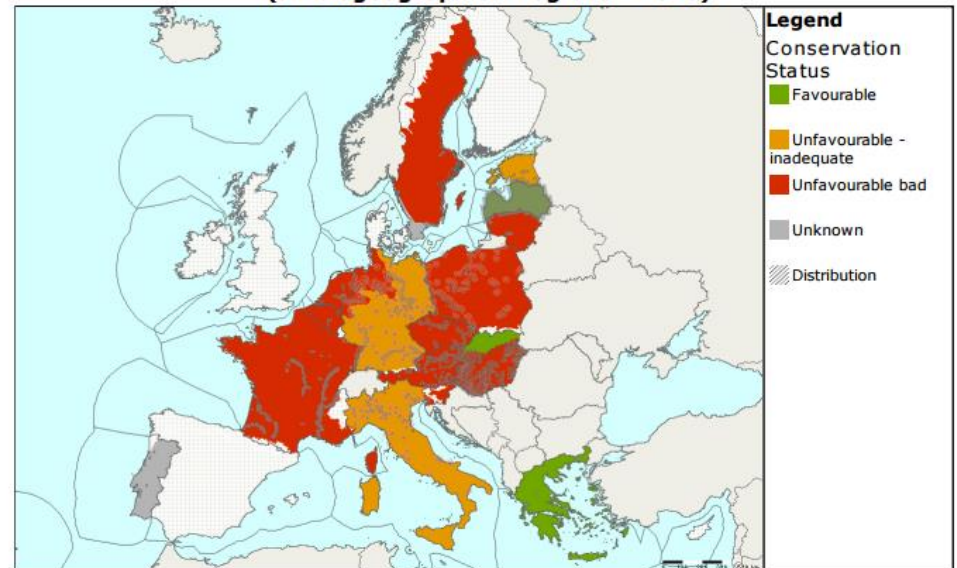 Legend
Conservation
Status
Favourable
Unfavourable -
inadequate
Unfavourable bad
Unknown
Distribution